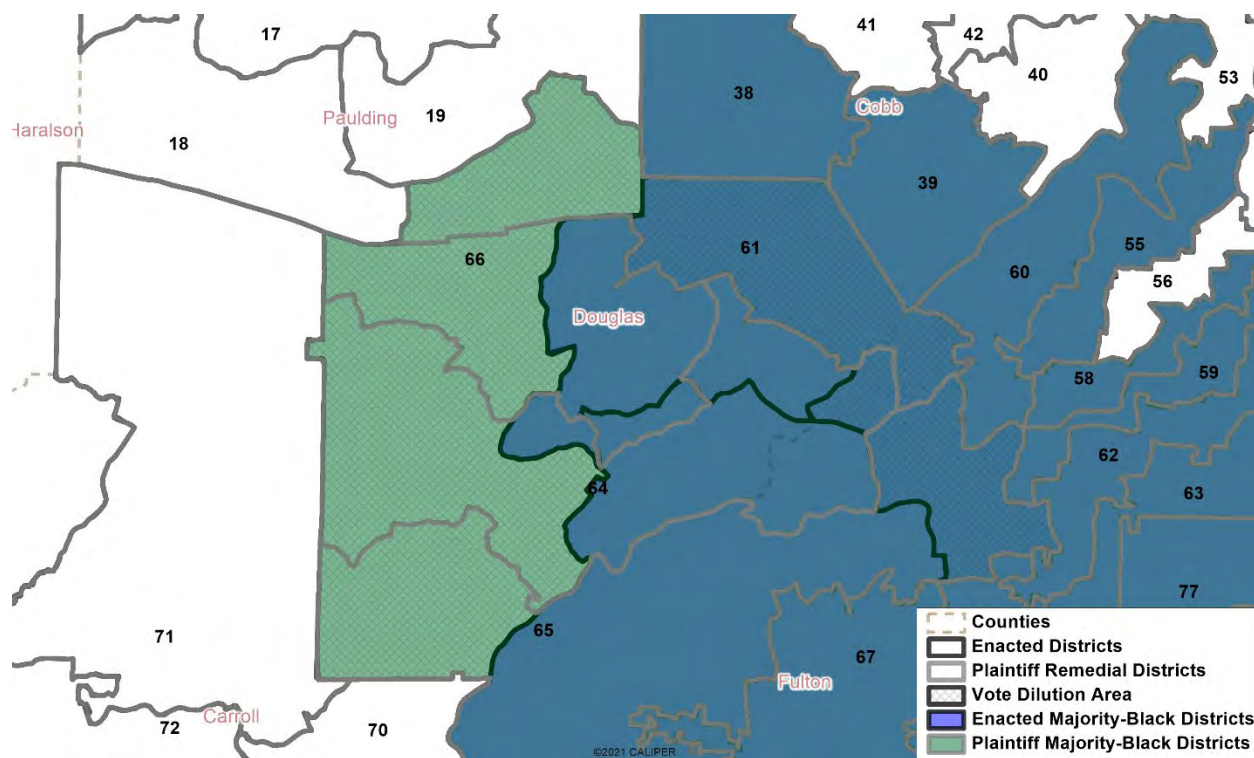 17
41
42
40
53
38
Cobb
Haralson
18
Paulding
19
39
61
55
66
60
56
Douglas
58
59
62
64
63
77
71
65
67
Fulton
72
Carroll
70
©2021 CALIPER
Counties
Enacted Districts
Plaintiff Remedial Districts
Vote Dilution Area
Enacted Majority-Black Districts
Plaintiff Majority-Black Districts